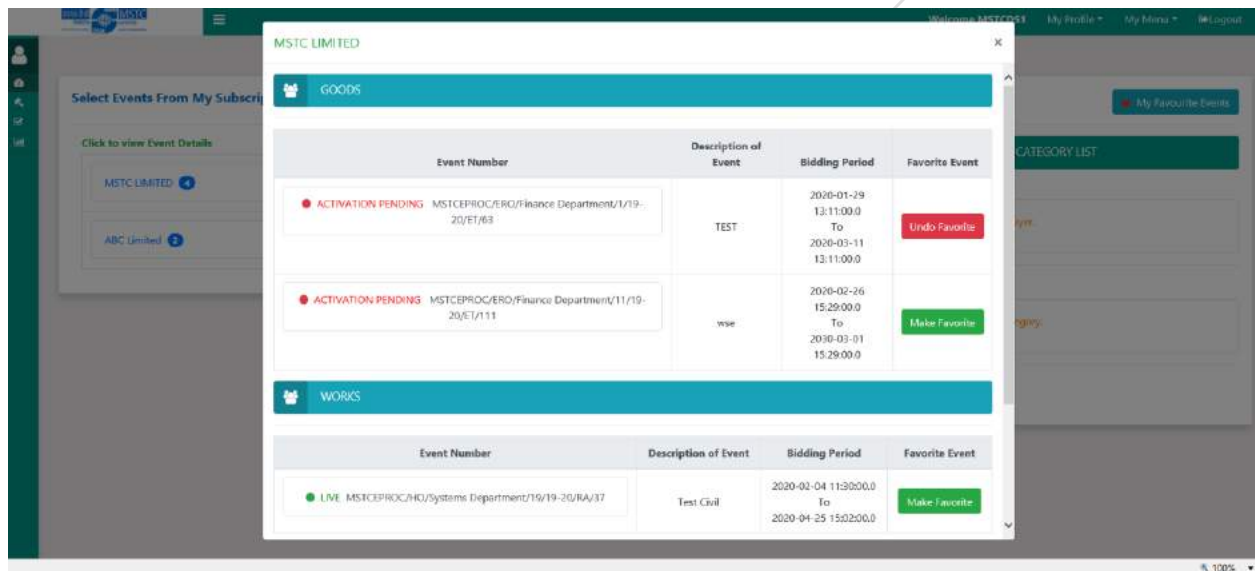 MSTC
Welcome MSTCDS1 My Profile My Menu Logout
MSTC LIMITED ×
Select Events From My Subscrip
My Favourite Events
Click to view Event Details
CATEGORY LIST
MSTC LIMITED 4
ABC Limited 2
GOODS
Event Number Description of Event Bidding Period Favorite Event
ACTIVATION PENDING MSTCEPROC/ERO/Finance Department/1/19-
20/ET/63
TEST
2020-01-29
13:11:00.0
To
2020-03-11
13:11:00.0
Undo Favorite
ACTIVATION PENDING MSTCEPROC/ERO/Finance Department/11/19-
20/ET/111
wse
2020-02-26
15:29:00.0
To
2030-03-01
15:29:00.0
Make Favorite
WORKS
Event Number Description of Event Bidding Period Favorite Event
LIVE MSTCEPROC/HO/Systems Department/19/19-20/RA/37
Test Civil
2020-02-04 11:30:00.0
To
2020-04-25 15:02:00.0
Make Favorite
100%